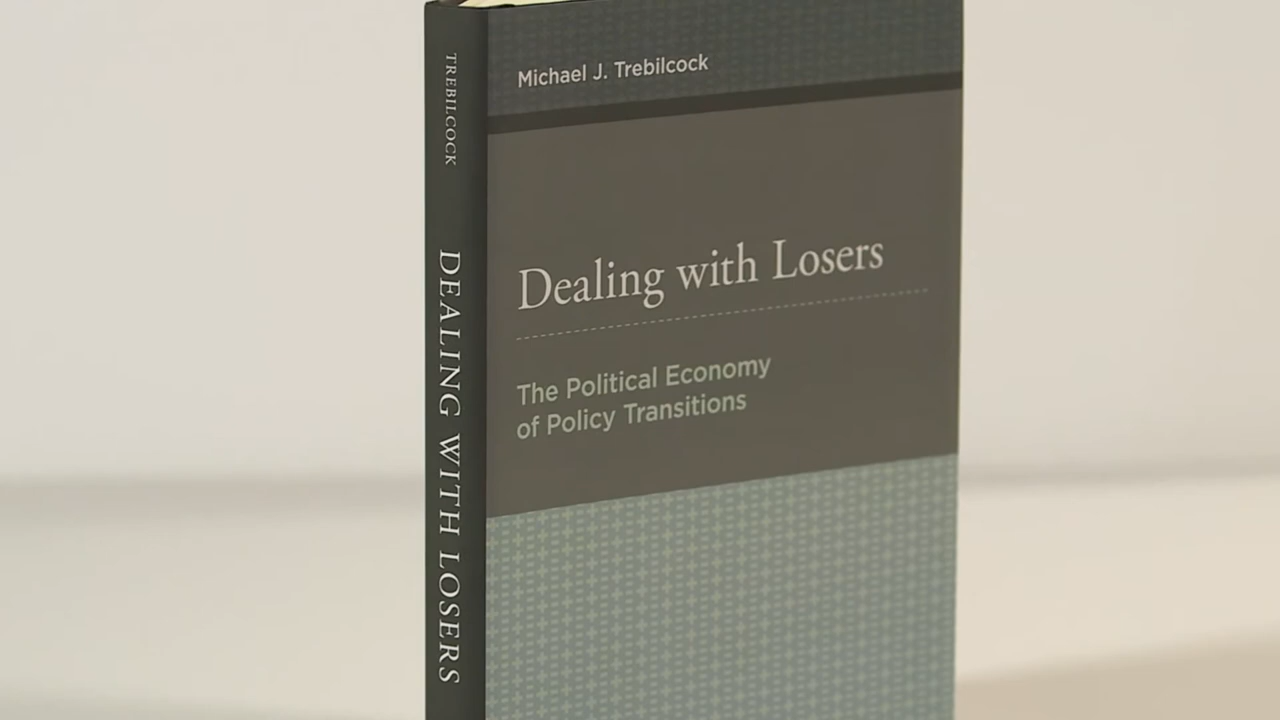 TREBILCOCK
DEALING WITH LOSERS
Michael J. Trebilcock
Dealing with Losers
The Political Economy
of Policy Transitions